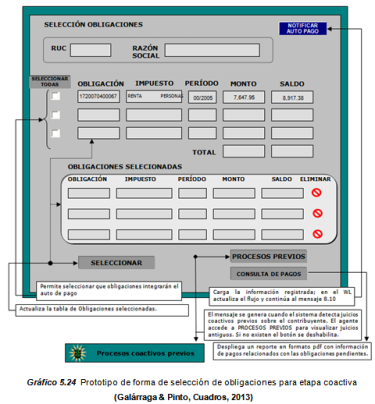 SELECCIÓN OBLIGACIONES
NOTIFICAR
AUTO PAGO
RUC
RAZÓN
SOCIAL
SELECCIONAR
TODAS
OBLIGACIÓN IMPUESTO PERÍODO MONTO SALDO
1720070400067 RENTA PERSONAS 00/2005 7,647.95 8,917.38
TOTAL
OBLIGACIONES SELECIONADAS
OBLIGACIÓN IMPUESTO PERÍODO MONTO SALDO ELIMINAR
SELECCIONAR
PROCESOS PREVIOS
CONSULTA DE PAGOS
Permite seleccionar que obligaciones integrarán el
auto de pago
Actualiza la tabla de Obligaciones seleccionadas.
Carga la información registrada; en el WL
actualiza el flujo y continúa al mensaje 8.10
El mensaje se genera cuando el sistema detecta juicios
coactivos previos sobre el contribuyente. El agente
accede a PROCESOS PREVIOS para visualizar juicios
antiguos. Si no existen el botón se deshabilita.
Despliega un reporte en formato pdf con información
de pagos relacionados con las obligaciones pendientes.
Procesos coactivos previos
Gráfico 5.24 Prototipo de forma de selección de obligaciones para etapa coactiva
(Galárraga & Pinto, Cuadros, 2013)